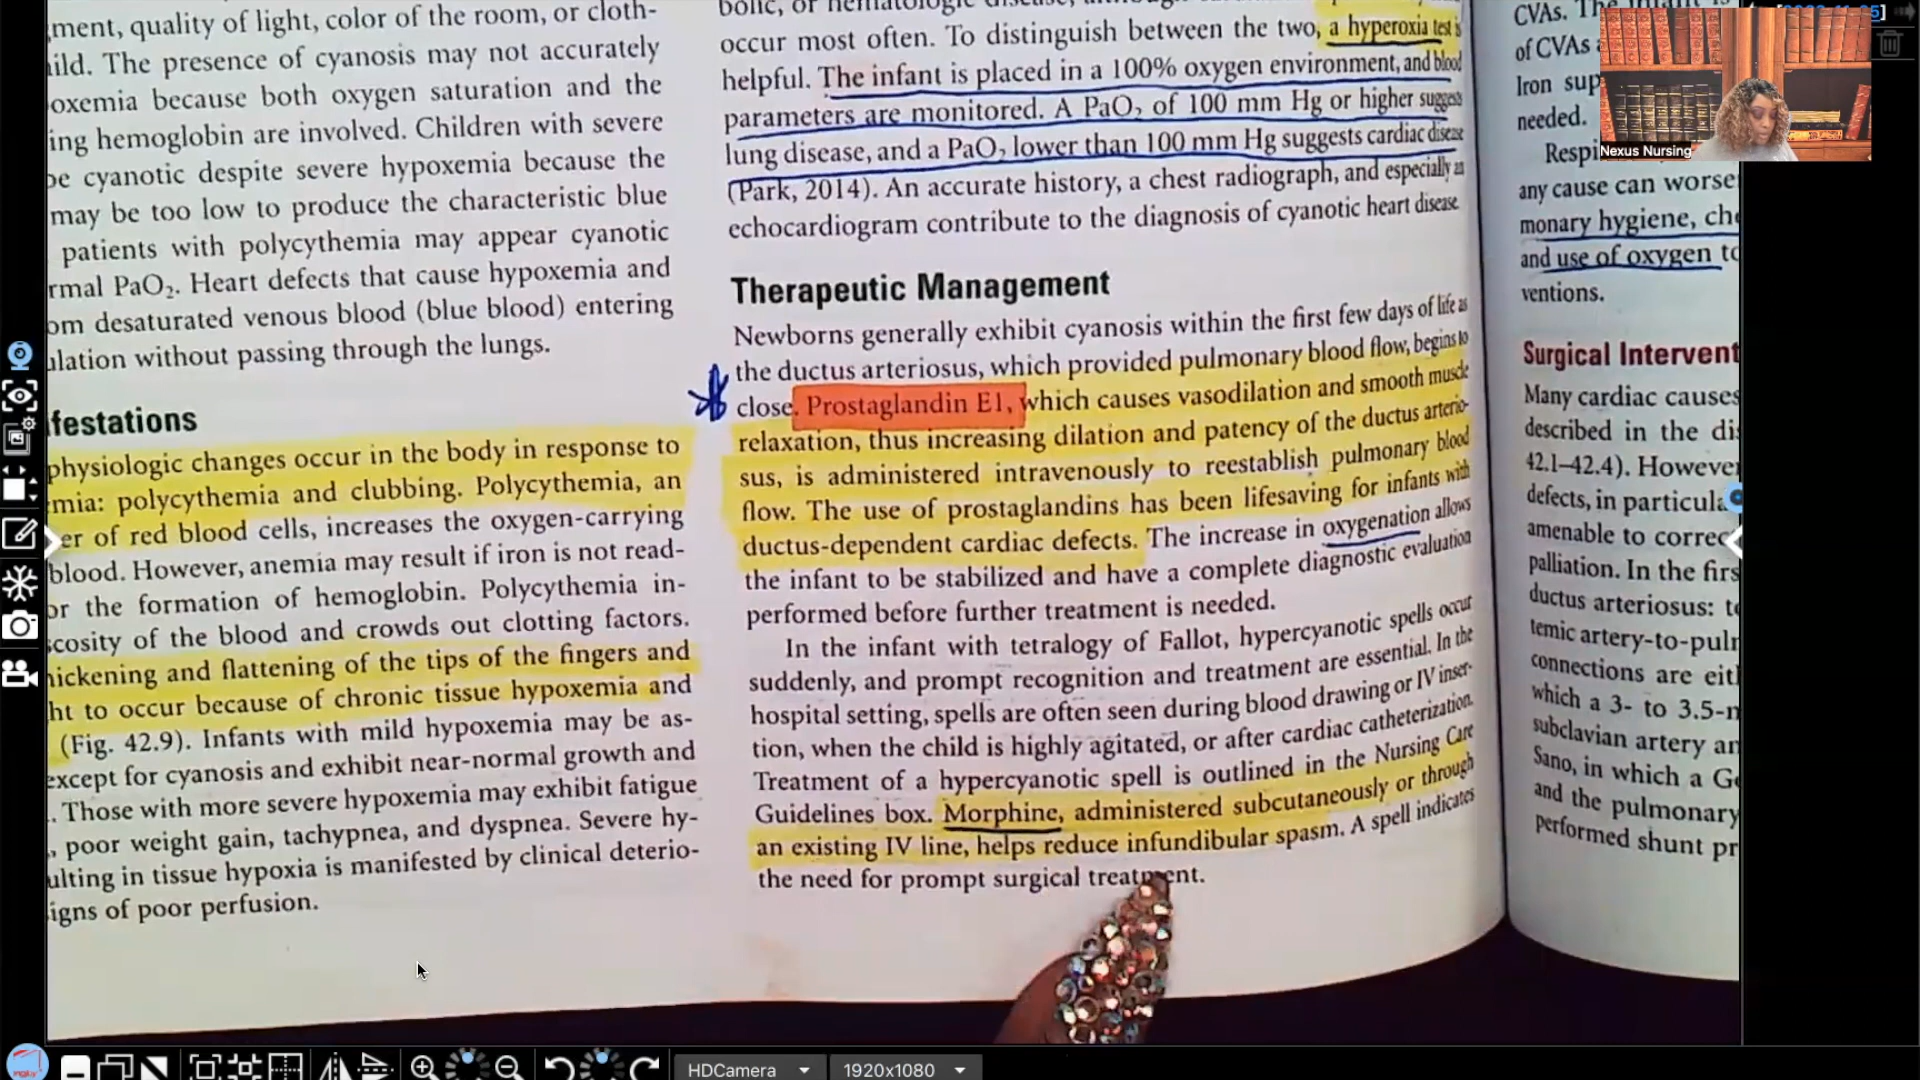 ment, quality of light, color of the room, or cloth-
ild. The presence of cyanosis may not accurately
oxemia because both oxygen saturation and the
ing hemoglobin are involved. Children with severe
be cyanotic despite severe hypoxemia because the
may be too low to produce the characteristic blue
patients with polycythemia may appear cyanotic
rmal PaO₂. Heart defects that cause hypoxemia and
om desaturated venous blood (blue blood) entering
ulation without passing through the lungs.
festations
physiologic changes occur in the body in response to
mia: polycythemia and clubbing. Polycythemia, an
er of red blood cells, increases the oxygen-carrying
blood. However, anemia may result if iron is not read-
or the formation of hemoglobin. Polycythemia in-
scosity of the blood and crowds out clotting factors.
ickening and flattening of the tips of the fingers and
ht to occur because of chronic tissue hypoxemia and
(Fig. 42.9). Infants with mild hypoxemia may be as-
except for cyanosis and exhibit near-normal growth and
. Those with more severe hypoxemia may exhibit fatigue
, poor weight gain, tachypnea, and dyspnea. Severe hy-
ulting in tissue hypoxia is manifested by clinical deterio-
igns of poor perfusion.
occur most often. To distinguish between the two, a hyperoxia test is
helpful. The infant is placed in a 100% oxygen environment, and blood
parameters are monitored. A PaO₂ of 100 mm Hg or higher suggests
lung disease, and a PaO₂ lower than 100 mm Hg suggests cardiac disease
(Park, 2014). An accurate history, a chest radiograph, and especially an
echocardiogram contribute to the diagnosis of cyanotic heart disease.
Therapeutic Management
Newborns generally exhibit cyanosis within the first few days of life as
the ductus arteriosus, which provided pulmonary blood flow, begins to
close. Prostaglandin E1, which causes vasodilation and smooth muscle
relaxation, thus increasing dilation and patency of the ductus arterio-
sus, is administered intravenously to reestablish pulmonary blood
flow. The use of prostaglandins has been lifesaving for infants with
ductus-dependent cardiac defects. The increase in oxygenation allows
the infant to be stabilized and have a complete diagnostic evaluation
performed before further treatment is needed.
In the infant with tetralogy of Fallot, hypercyanotic spells occur
suddenly, and prompt recognition and treatment are essential. In the
hospital setting, spells are often seen during blood drawing or IV inser-
tion, when the child is highly agitated, or after cardiac catheterization.
Treatment of a hypercyanotic spell is outlined in the Nursing Care
Guidelines box. Morphine, administered subcutaneously or through
an existing IV line, helps reduce infundibular spasm. A spell indicates
the need for prompt surgical treatment.
CVAs. The infant is
of CVAs
Iron sup
needed.
Respi
any cause can worse
monary hygiene, che
and use of oxygen to
ventions.
Surgical Intervent
Many cardiac causes
described in the dis
42.1–42.4). However
defects, in particula
amenable to correc
palliation. In the firs
ductus arteriosus: to
temic artery-to-pulr
connections are eit
which a 3- to 3.5-m
subclavian artery an
Sano, in which a Go
and the pulmonary
performed shunt pr
Nexus Nursing
HDCamera
1920x1080